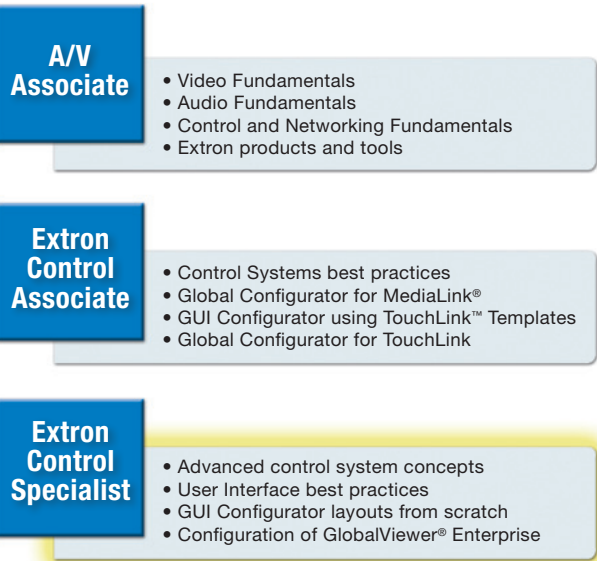 A/V
Associate
• Video Fundamentals
• Audio Fundamentals
• Control and Networking Fundamentals
• Extron products and tools
Extron
Control
Associate
• Control Systems best practices
• Global Configurator for MediaLink®
• GUI Configurator using TouchLink™ Templates
• Global Configurator for TouchLink
Extron
Control
Specialist
• Advanced control system concepts
• User Interface best practices
• GUI Configurator layouts from scratch
• Configuration of GlobalViewer® Enterprise